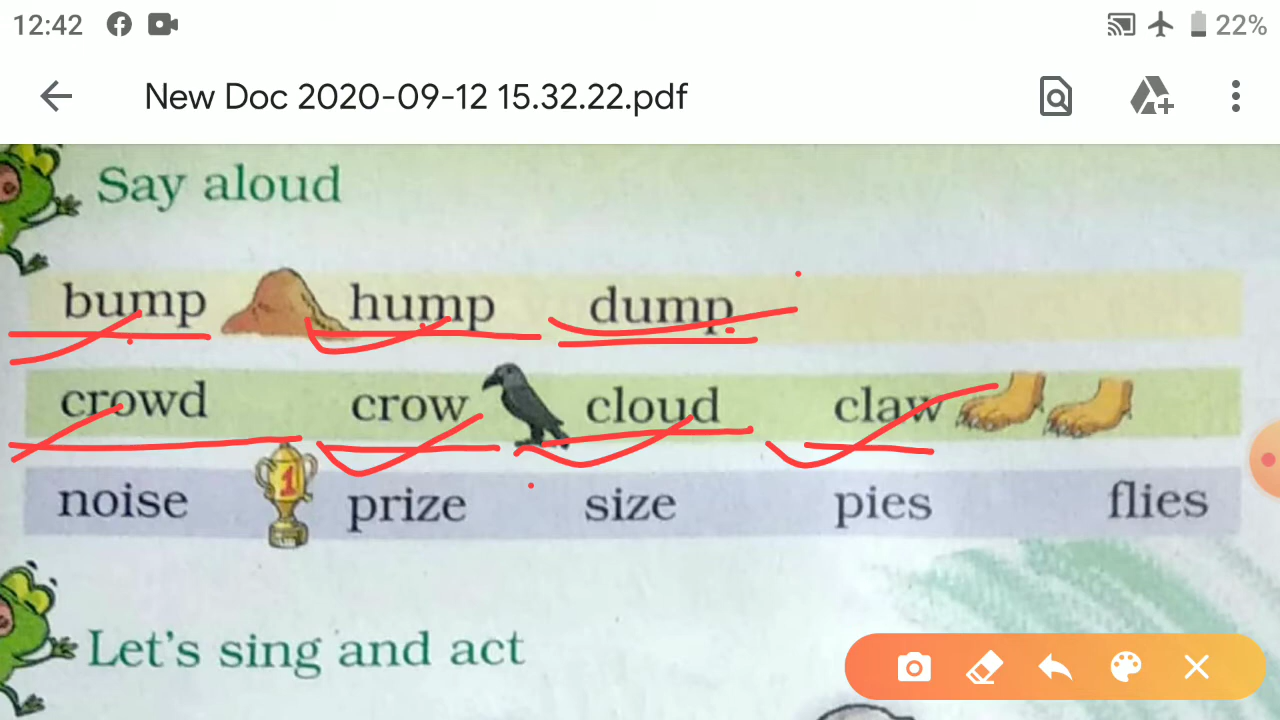 12:42 22%
New Doc 2020-09-12 15.32.22.pdf
Say aloud
bump hump dump
crowd crow cloud claw
1
noise prize size pies flies
Let's sing and act